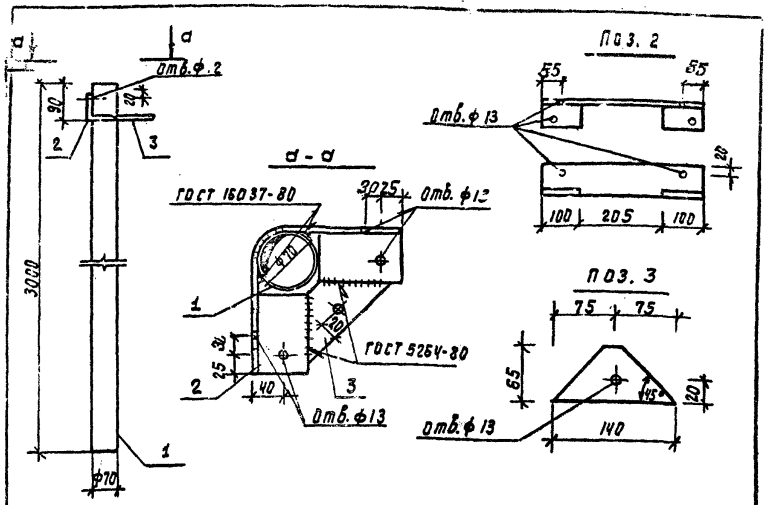 а
а
Отв. ф. 2
90
20
2
3
3000
1
ф70
а - а
ГОСТ 16037-80
30 25
Отв. ф 13
ф70
1
20
ГОСТ 5264-80
30
25
2
40
3
Отв. ф13
Поз. 2
55
55
Отв. ф 13
20
100
205
100
Поз. 3
75
75
65
45°
20
Отв. ф 13
140